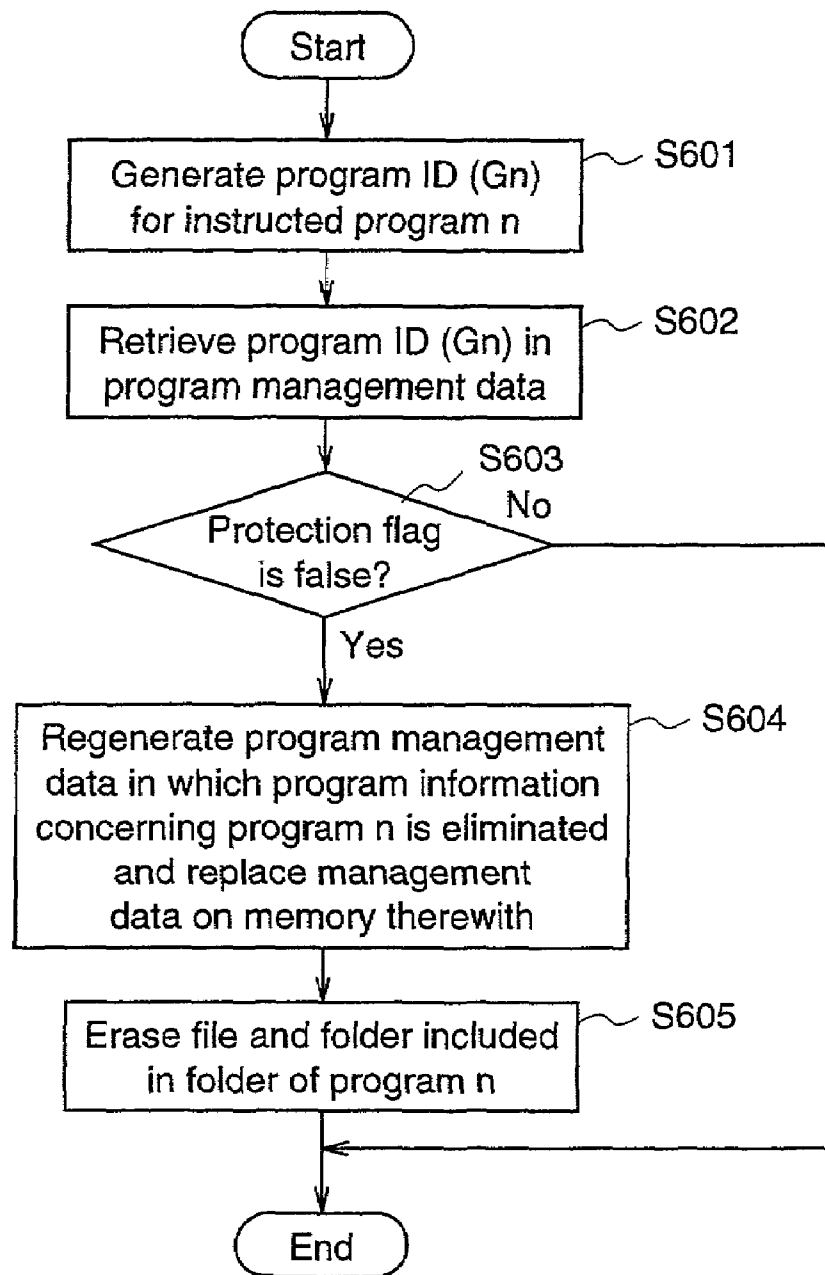 Start
S601
Generate program ID (Gn)
for instructed program n
S602
Retrieve program ID (Gn) in
program management data
S603
No
Protection flag
is false?
Yes
S604
Regenerate program management
data in which program information
concerning program n is eliminated
and replace management
data on memory therewith
S605
Erase file and folder included
in folder of program n
End